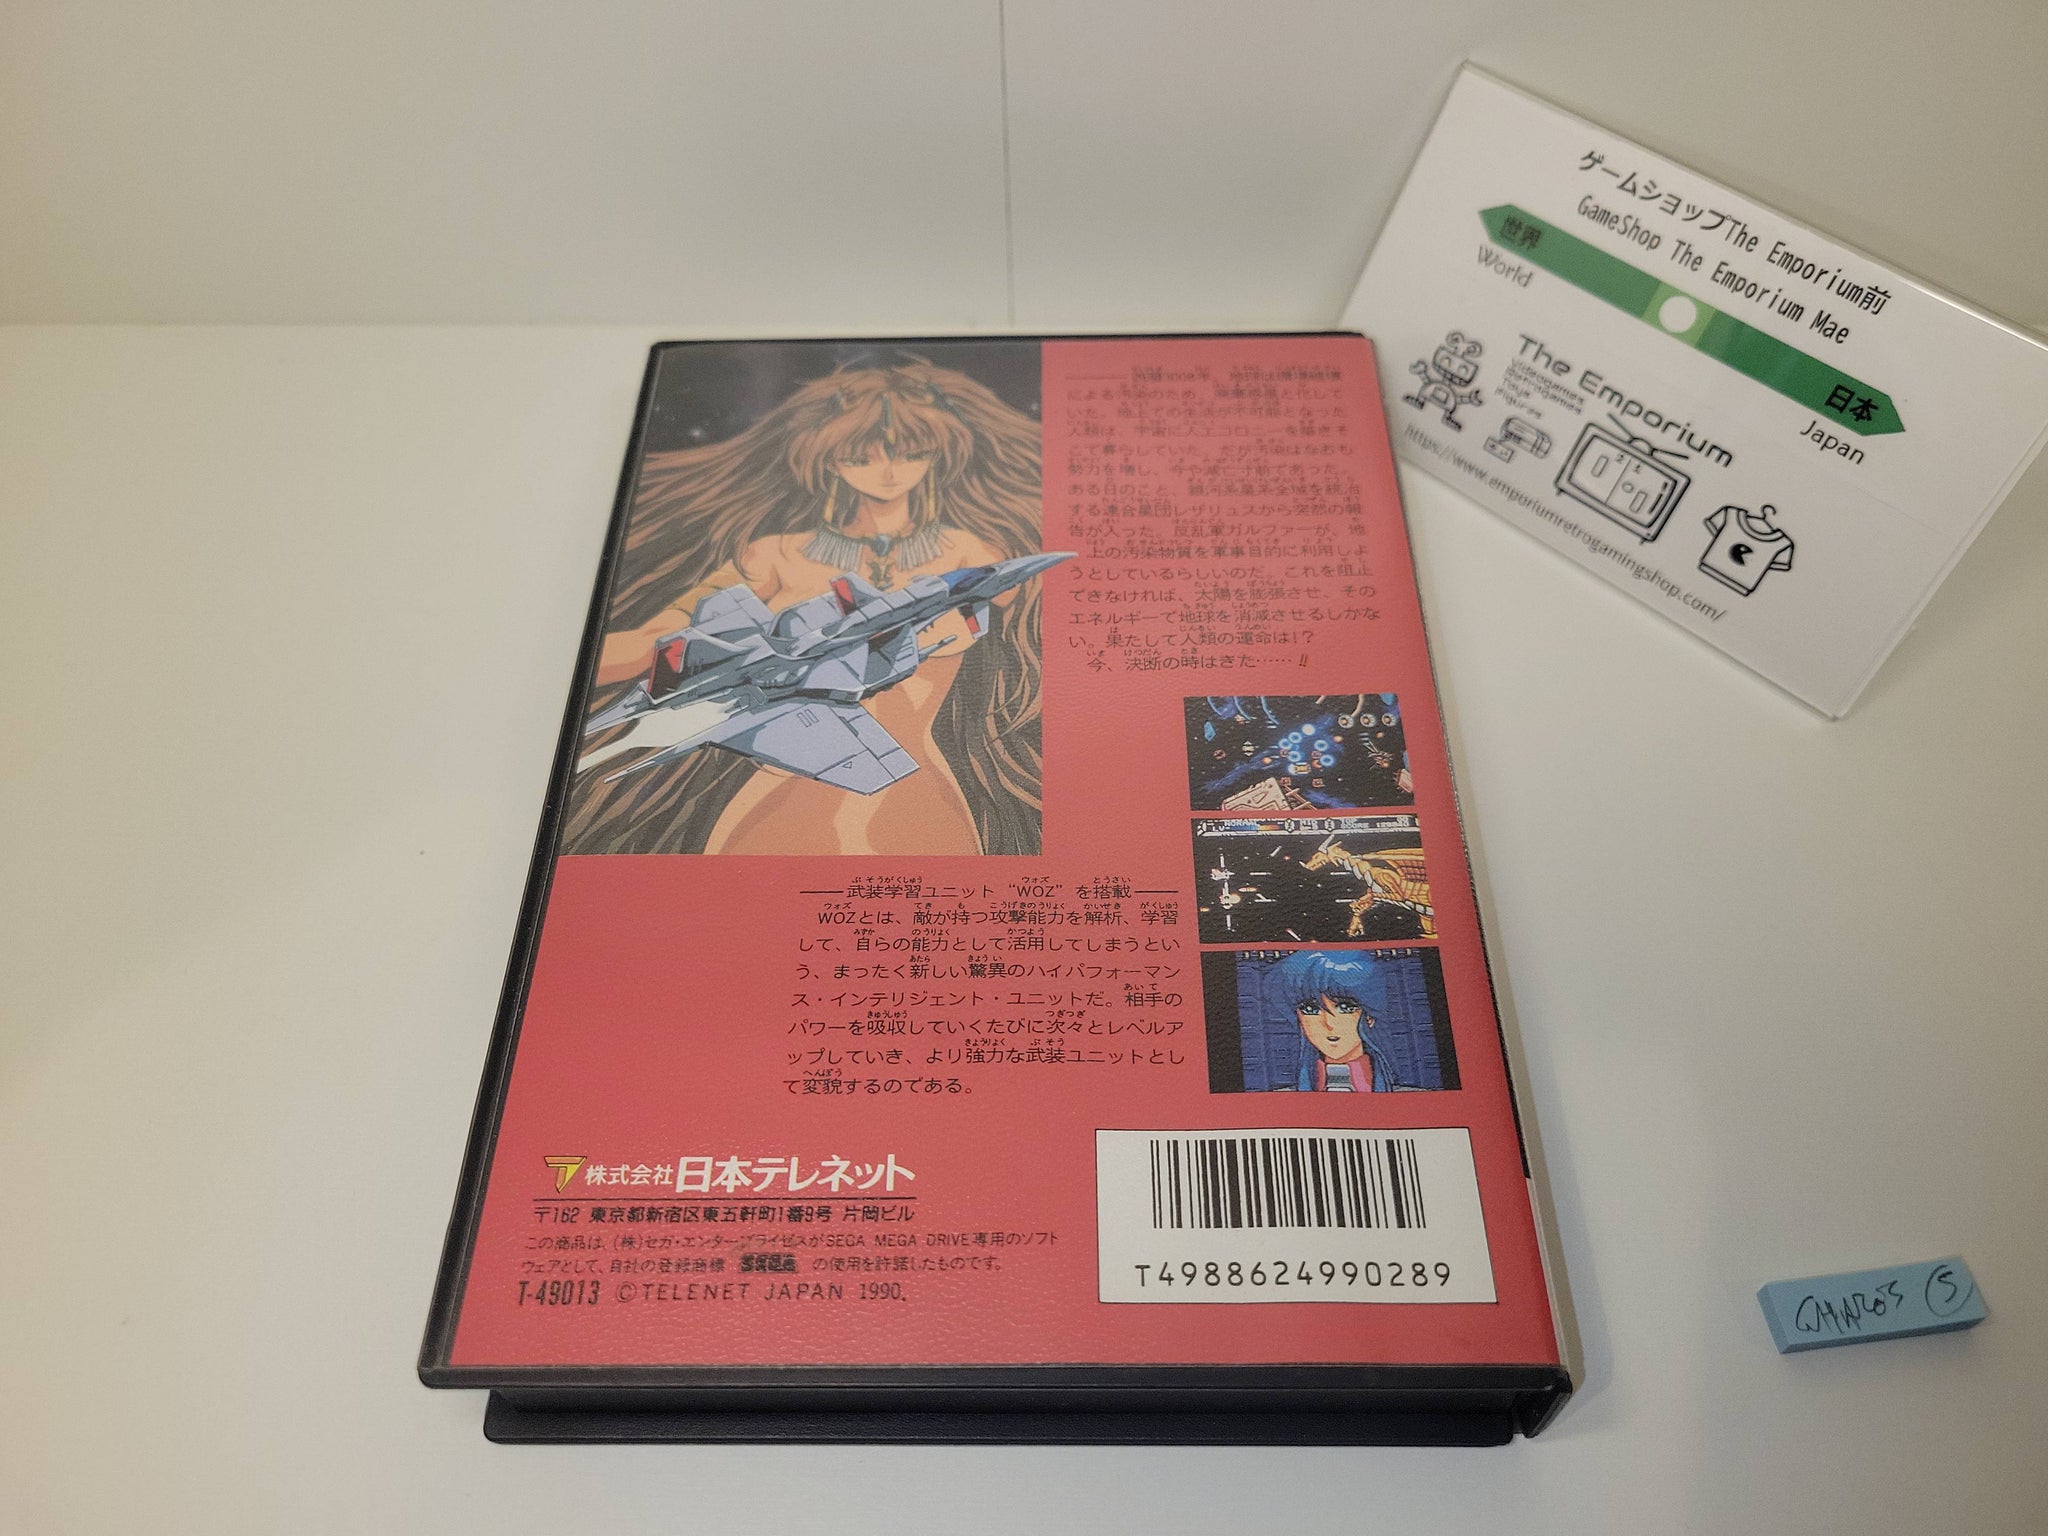 による汚染のため、廃棄惑星と化して
いた。地上での生活が不可能となった
人類は、宇宙に人工コロニーを築きそ
こで暮らしていた。だが汚染はなおも
勢力を増し、今や滅亡寸前であった。
ある日のこと、銀河系星系全域を統治
する連合星団レザリュスから突然の報
告が入った。反乱軍ガルファーが、地
上の汚染物質を軍事目的に利用しよ
うとしているらしいのだ。これを阻止
できなければ、太陽を膨張させ、その
エネルギーで地球を消滅させるしかな
い。果たして人類の運命は!?
今、決断の時はきた……!!
武装学習ユニット“WOZ”を搭載
WOZとは、敵が持つ攻撃能力を解析、学習
して、自らの能力として活用してしまうとい
う、まったく新しい驚異のハイパフォーマン
ス・インテリジェント・ユニットだ。相手の
パワーを吸収していくたびに次々とレベルア
ップしていき、より強力な武装ユニットとし
て変貌するのである。
株式会社日本テレネット
〒162 東京都新宿区東五軒町1番9号 片岡ビル
この商品は、(株)セガ・エンタープライゼスがSEGA MEGA DRIVE専用のソフト
ウェアとして、自社の登録商標 の使用を許諾したものです。
T-49013 ©TELENET JAPAN 1990.
T4988624990289
ゲームショップThe Emporium前
GameShop The Emporium Mae
世界
World
日本
Japan
The Emporium
Videogames
Retrogames
Toys
Figures
https://www.emporiumretrogamingshop.com/
5